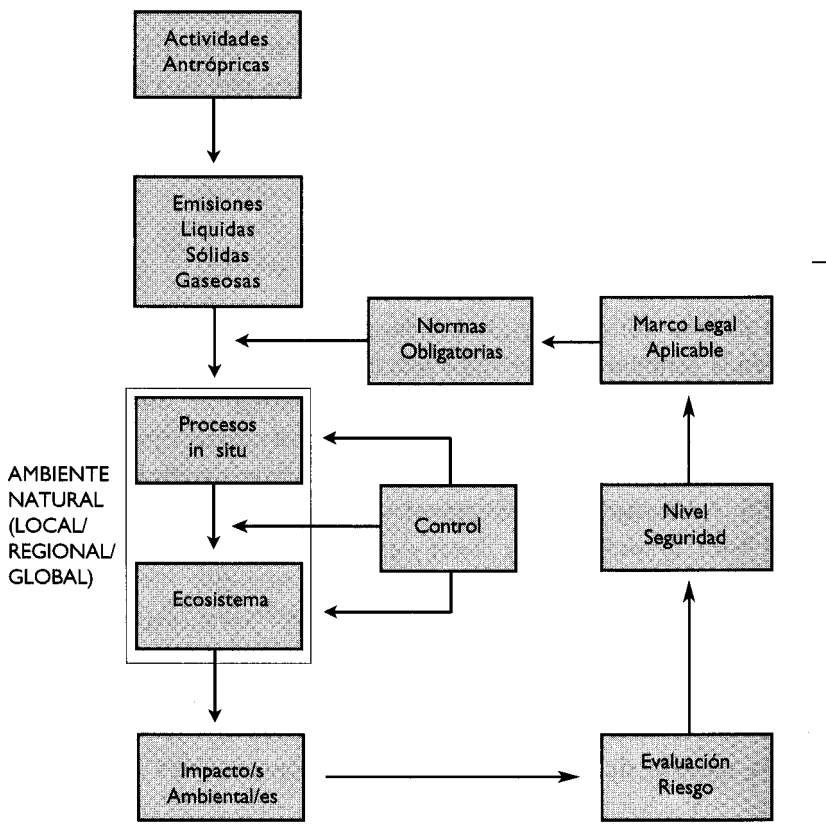 Actividades
Antrópricas
Emisiones
Liquidas
Sólidas
Gaseosas
Normas
Obligatorias
Marco Legal
Aplicable
Procesos
in situ
AMBIENTE
NATURAL
(LOCAL/
REGIONAL/
GLOBAL)
Control
Nivel
Seguridad
Ecosistema
Impacto/s
Ambiental/es
Evaluación
Riesgo